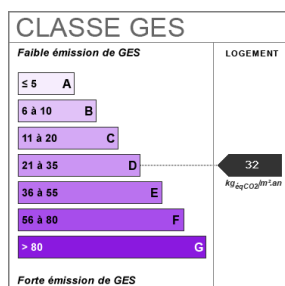 CLASSE GES
Faible émission de GES
LOGEMENT
≤ 5 A
6 à 10 B
11 à 20 C
21 à 35 D
32
kgéqCO2/m².an
36 à 55 E
56 à 80 F
> 80 G
Forte émission de GES